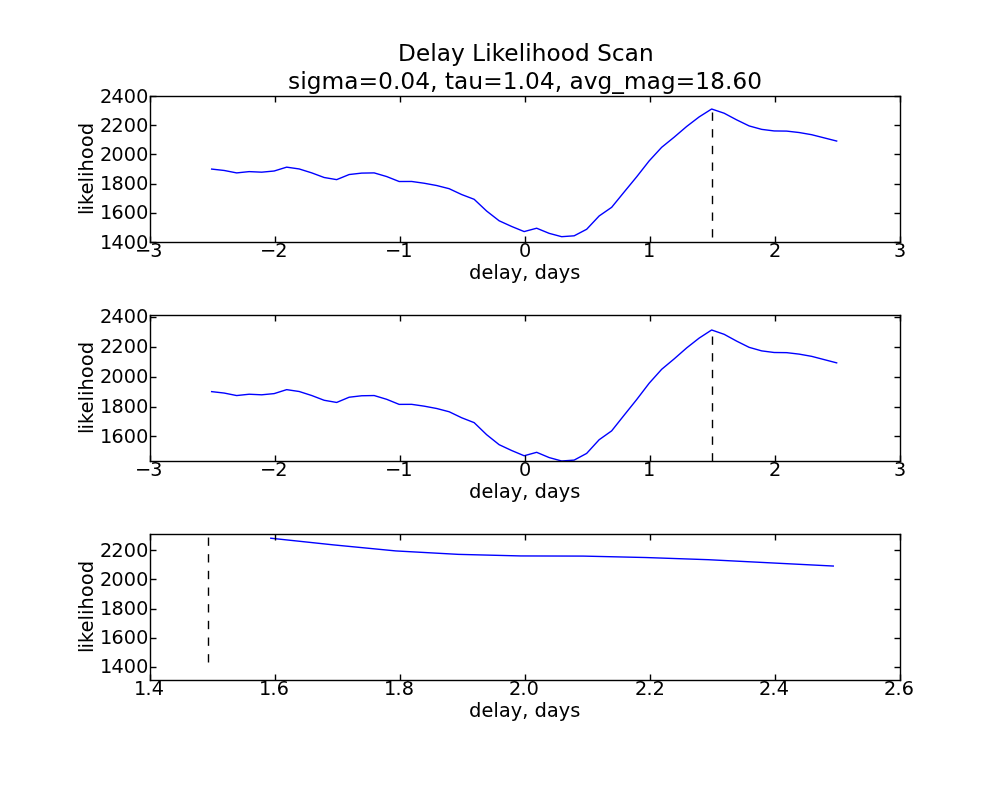 Delay Likelihood Scan
sigma=0.04, tau=1.04, avg_mag=18.60
2400
2200
2000
1800
1600
1400
likelihood
−3 −2 −1 0 1 2 3
delay, days
2400
2200
2000
1800
1600
likelihood
−3 −2 −1 0 1 2 3
delay, days
2200
2000
1800
1600
1400
likelihood
1.4 1.6 1.8 2.0 2.2 2.4 2.6
delay, days